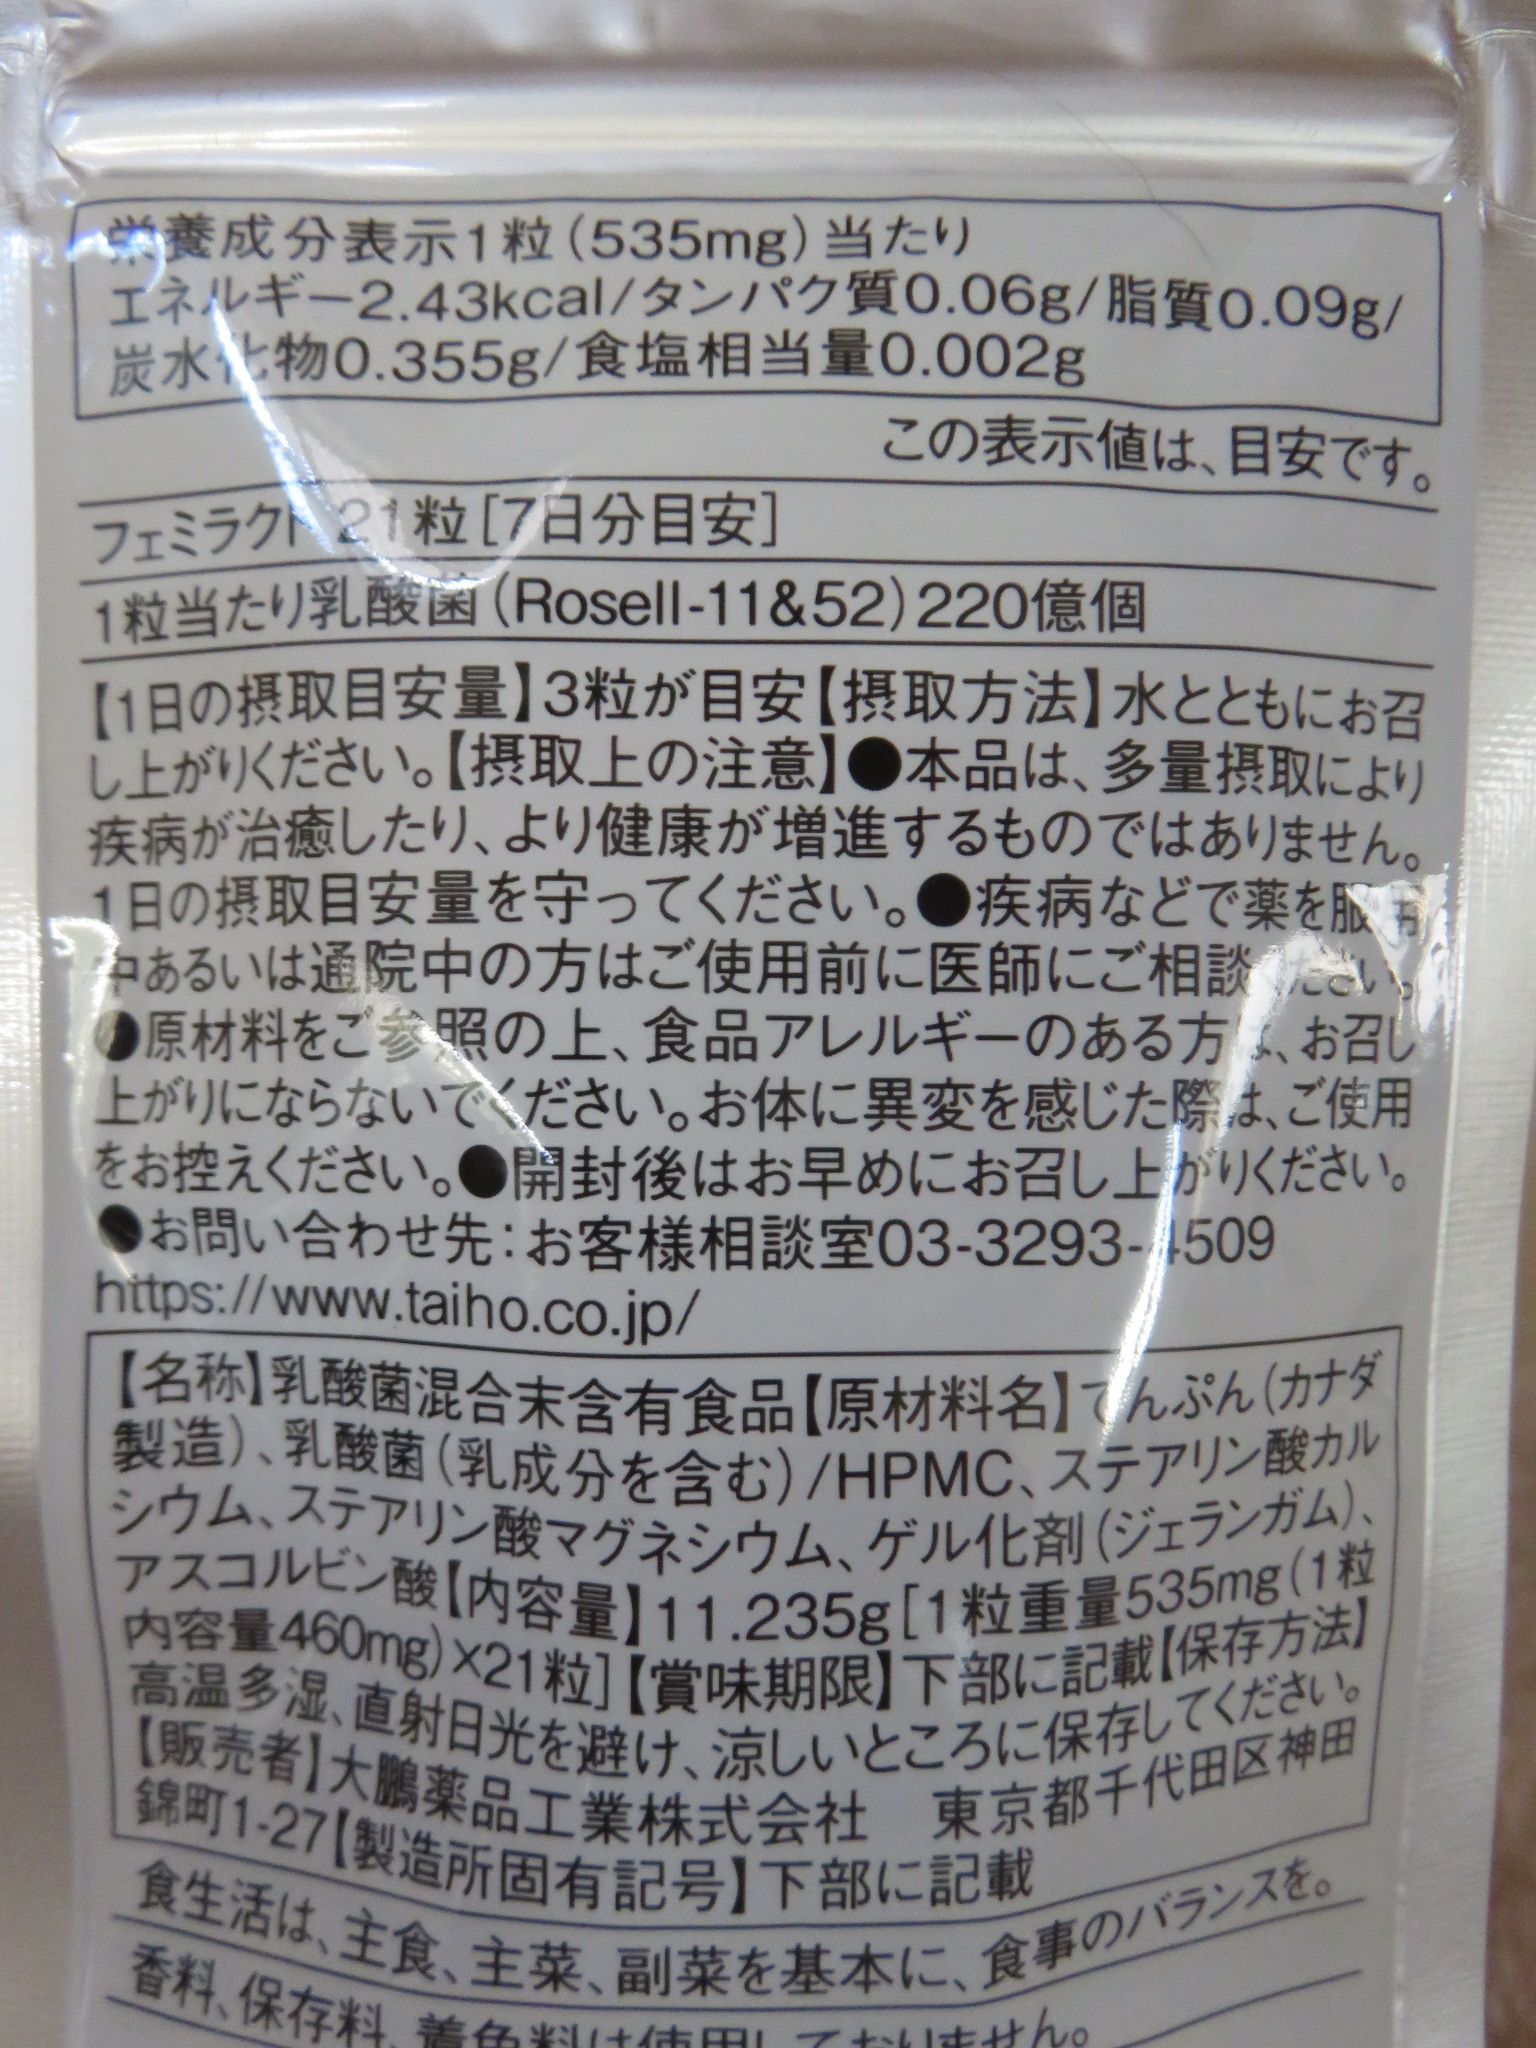 栄養成分表示1粒(535mg)当たり
エネルギー2.43kcal/タンパク質0.06g/脂質0.09g/
炭水化物0.355g/食塩相当量0.002g
この表示値は、目安です。
フェミラクト 21粒[7日分目安]
1粒当たり乳酸菌(Rosell-11&52)220億個
【1日の摂取目安量】3粒が目安【摂取方法】水とともにお召
し上がりください。【摂取上の注意】●本品は、多量摂取により
疾病が治癒したり、より健康が増進するものではありません。
1日の摂取目安量を守ってください。●疾病などで薬を服用
中あるいは通院中の方はご使用前に医師にご相談ください。
●原材料をご参照の上、食品アレルギーのある方は、お召し
上がりにならないでください。お体に異変を感じた際は、ご使用
をお控えください。●開封後はお早めにお召し上がりください。
●お問い合わせ先:お客様相談室03-3293-4509
https://www.taiho.co.jp/
【名称】乳酸菌混合末含有食品【原材料名】でんぷん(カナダ
製造)、乳酸菌(乳成分を含む)/HPMC、ステアリン酸カル
シウム、ステアリン酸マグネシウム、ゲル化剤(ジェランガム)、
アスコルビン酸【内容量】11.235g[1粒重量535mg(1粒
内容量460mg)×21粒]【賞味期限】下部に記載【保存方法】
高温多湿、直射日光を避け、涼しいところに保存してください。
【販売者】大鵬薬品工業株式会社 東京都千代田区神田
錦町1-27【製造所固有記号】下部に記載
食生活は、主食、主菜、副菜を基本に、食事のバランスを。
香料、保存料、着色料は使用しておりません。